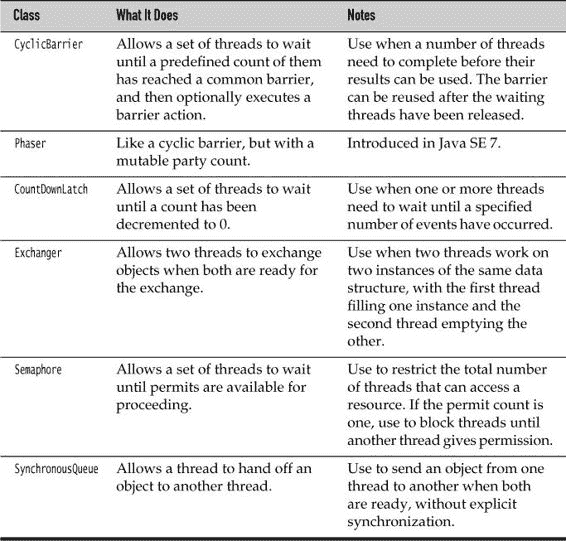 Class What It Does Notes
CyclicBarrier Allows a set of threads to wait Use when a number of threads
until a predefined count of them need to complete before their
has reached a common barrier, results can be used. The barrier
and then optionally executes a can be reused after the waiting
barrier action. threads have been released.
Phaser Like a cyclic barrier, but with a Introduced in Java SE 7.
mutable party count.
CountDownLatch Allows a set of threads to wait Use when one or more threads
until a count has been need to wait until a specified
decremented to 0. number of events have occurred.
Exchanger Allows two threads to exchange Use when two threads work on
objects when both are ready for two instances of the same data
the exchange. structure, with the first thread
filling one instance and the
second thread emptying the
other.
Semaphore Allows a set of threads to wait Use to restrict the total number
until permits are available for of threads that can access a
proceeding. resource. If the permit count is
one, use to block threads until
another thread gives permission.
SynchronousQueue Allows a thread to hand off an Use to send an object from one
object to another thread. thread to another when both
are ready, without explicit
synchronization.